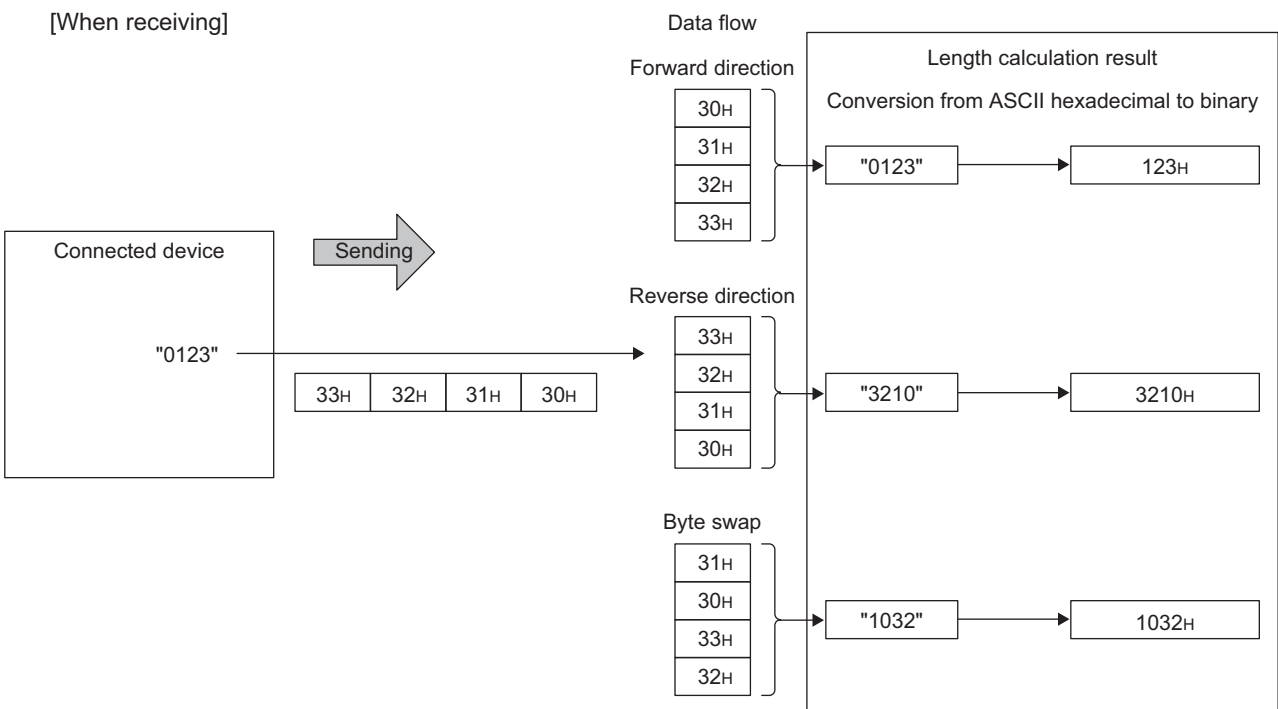 [When receiving]
Data flow
Length calculation result
Conversion from ASCII hexadecimal to binary
Forward direction
30H
31H
32H
33H
"0123"
123H
Connected device
Sending
"0123"
33H 32H 31H 30H
Reverse direction
33H
32H
31H
30H
"3210"
3210H
Byte swap
31H
30H
33H
32H
"1032"
1032H